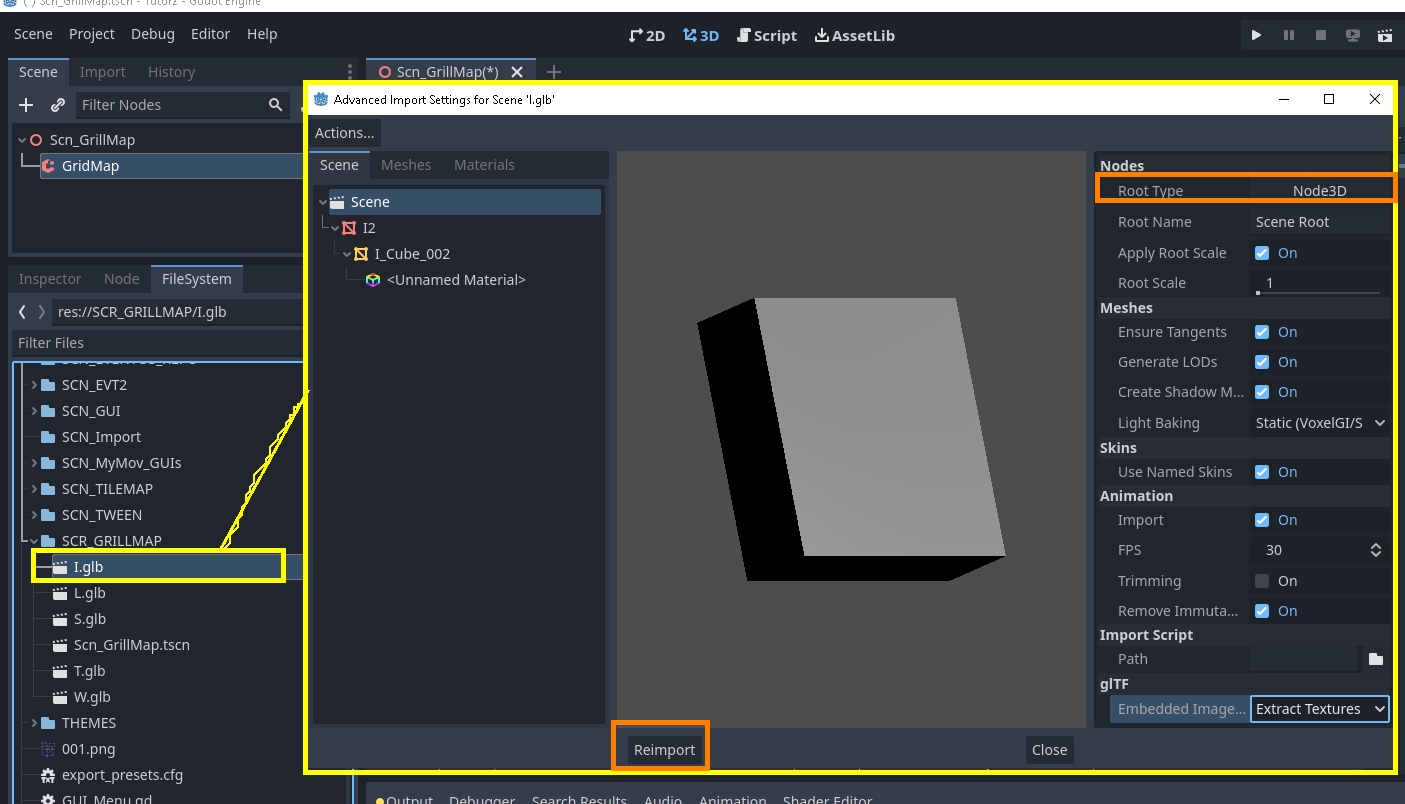 ( ) Scn_GrillMap.tscn - Tutorz - Godot Engine
Scene Project Debug Editor Help
2D 3D Script AssetLib
Scene Import History
Scn_GrillMap(*)
Filter Nodes
Scn_GrillMap
GridMap
Inspector Node FileSystem
res://SCR_GRILLMAP/I.glb
Filter Files
SCN_EVT2
SCN_GUI
SCN_Import
SCN_MyMov_GUIs
SCN_TILEMAP
SCN_TWEEN
SCR_GRILLMAP
I.glb
L.glb
S.glb
Scn_GrillMap.tscn
T.glb
W.glb
THEMES
001.png
export_presets.cfg
GUI_Menu.gd
Advanced Import Settings for Scene 'I.glb'
Actions...
Scene Meshes Materials
Scene
I2
I_Cube_002
<Unnamed Material>
Nodes
Root Type Node3D
Root Name Scene Root
Apply Root Scale On
Root Scale 1
Meshes
Ensure Tangents On
Generate LODs On
Create Shadow M... On
Light Baking Static (VoxelGI/S
Skins
Use Named Skins On
Animation
Import On
FPS 30
Trimming On
Remove Immuta... On
Import Script
Path
glTF
Embedded Image... Extract Textures
Reimport Close
Output Debugger Search Results Audio Animation Shader Editor